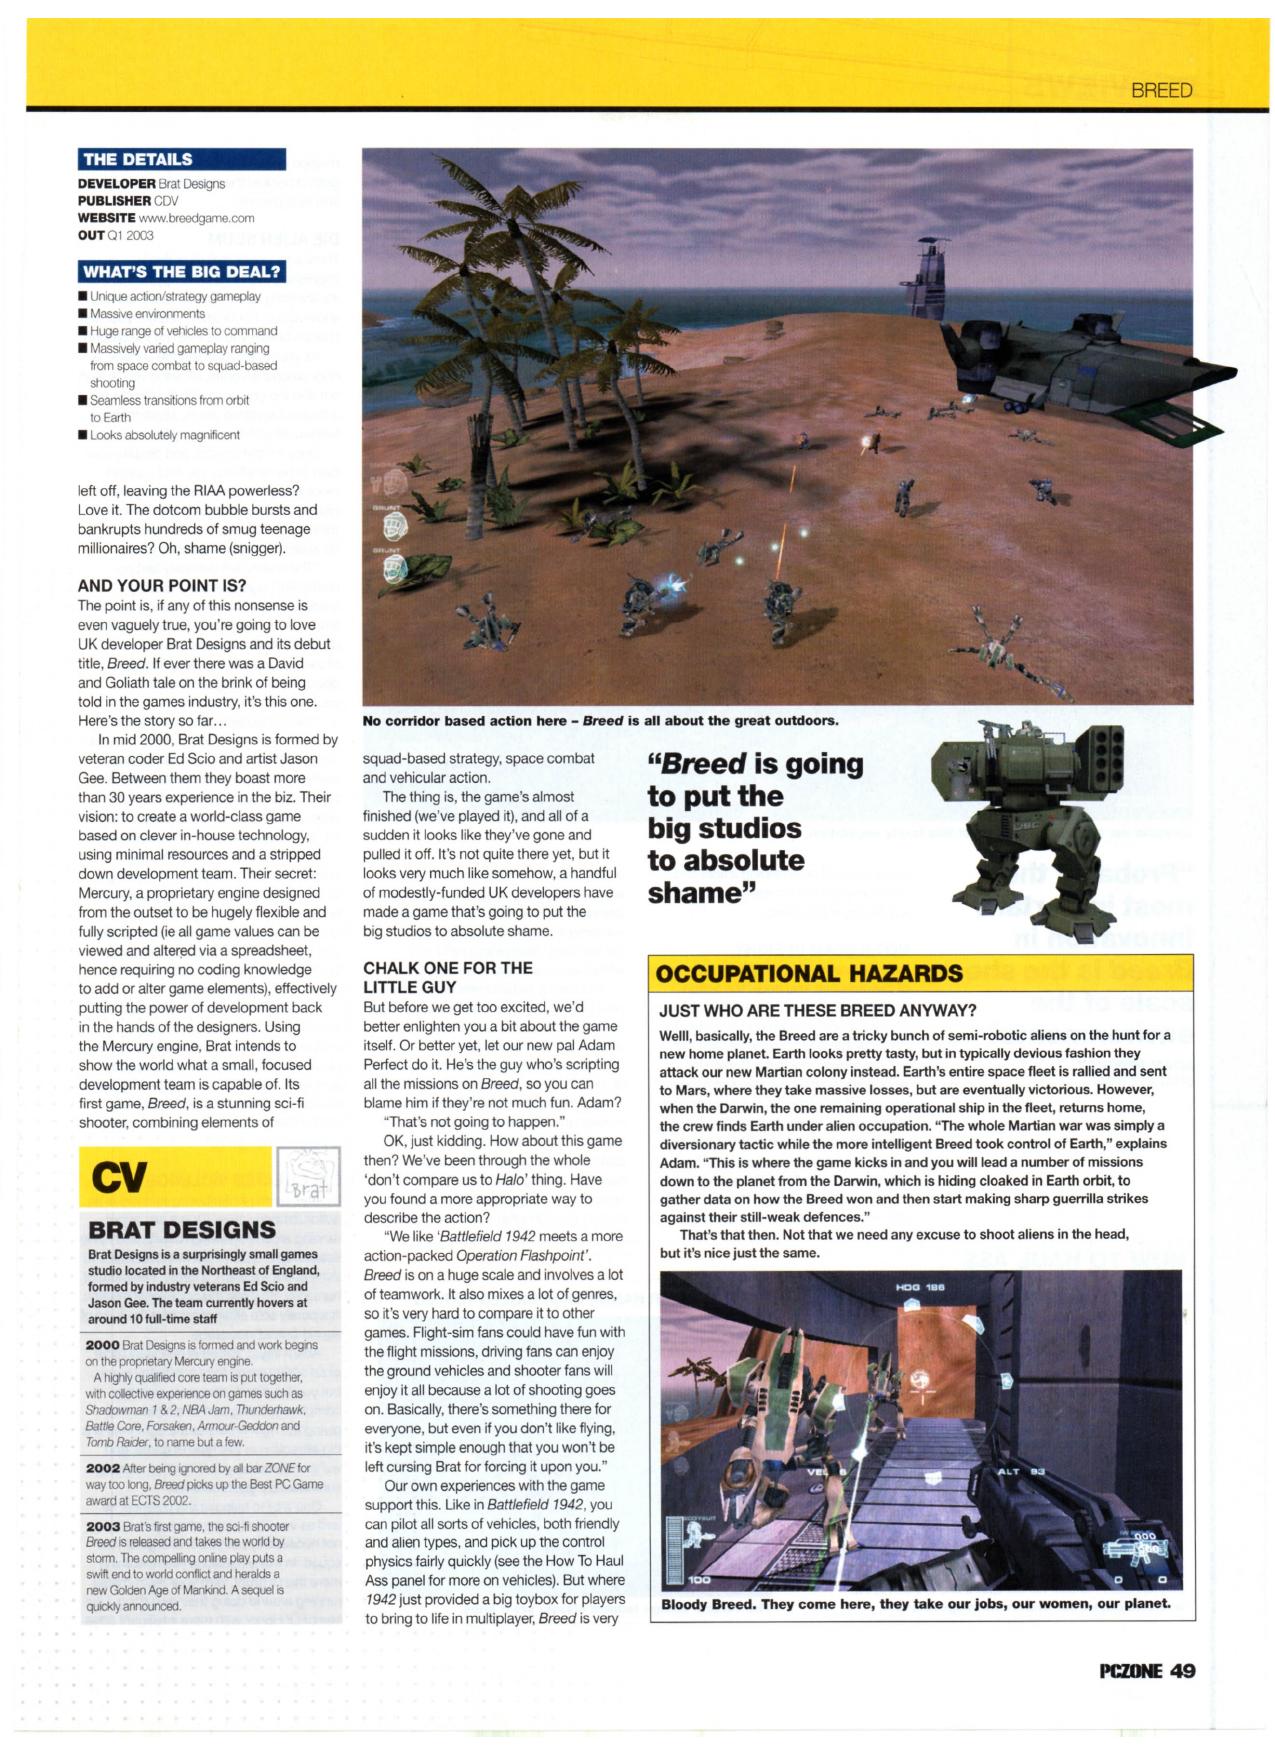 BREED
THE DETAILS
DEVELOPER Brat Designs
PUBLISHER CDV
WEBSITE www.breedgame.com
OUT Q1 2003
WHAT'S THE BIG DEAL?
■ Unique action/strategy gameplay
■ Massive environments
■ Huge range of vehicles to command
■ Massively varied gameplay ranging
from space combat to squad-based
shooting
■ Seamless transitions from orbit
to Earth
■ Looks absolutely magnificent
left off, leaving the RIAA powerless?
Love it. The dotcom bubble bursts and
bankrupts hundreds of smug teenage
millionaires? Oh, shame (snigger).
AND YOUR POINT IS?
The point is, if any of this nonsense is
even vaguely true, you're going to love
UK developer Brat Designs and its debut
title, Breed. If ever there was a David
and Goliath tale on the brink of being
told in the games industry, it's this one.
Here's the story so far...
In mid 2000, Brat Designs is formed by
veteran coder Ed Scio and artist Jason
Gee. Between them they boast more
than 30 years experience in the biz. Their
vision: to create a world-class game
based on clever in-house technology,
using minimal resources and a stripped
down development team. Their secret:
Mercury, a proprietary engine designed
from the outset to be hugely flexible and
fully scripted (ie all game values can be
viewed and altered via a spreadsheet,
hence requiring no coding knowledge
to add or alter game elements), effectively
putting the power of development back
in the hands of the designers. Using
the Mercury engine, Brat intends to
show the world what a small, focused
development team is capable of. Its
first game, Breed, is a stunning sci-fi
shooter, combining elements of
CV
Brat
BRAT DESIGNS
Brat Designs is a surprisingly small games
studio located in the Northeast of England,
formed by industry veterans Ed Scio and
Jason Gee. The team currently hovers at
around 10 full-time staff
2000 Brat Designs is formed and work begins
on the proprietary Mercury engine.
A highly qualified core team is put together,
with collective experience on games such as
Shadowman 1 & 2, NBA Jam, Thunderhawk,
Battle Core, Forsaken, Armour-Geddon and
Tomb Raider, to name but a few.
2002 After being ignored by all bar ZONE for
way too long, Breed picks up the Best PC Game
award at ECTS 2002.
2003 Brat's first game, the sci-fi shooter
Breed is released and takes the world by
storm. The compelling online play puts a
swift end to world conflict and heralds a
new Golden Age of Mankind. A sequel is
quickly announced.
GRUNT
GRUNT
No corridor based action here – Breed is all about the great outdoors.
squad-based strategy, space combat
and vehicular action.
The thing is, the game's almost
finished (we've played it), and all of a
sudden it looks like they've gone and
pulled it off. It's not quite there yet, but it
looks very much like somehow, a handful
of modestly-funded UK developers have
made a game that's going to put the
big studios to absolute shame.
CHALK ONE FOR THE
LITTLE GUY
But before we get too excited, we'd
better enlighten you a bit about the game
itself. Or better yet, let our new pal Adam
Perfect do it. He's the guy who's scripting
all the missions on Breed, so you can
blame him if they're not much fun. Adam?
"That's not going to happen."
OK, just kidding. How about this game
then? We've been through the whole
'don't compare us to Halo' thing. Have
you found a more appropriate way to
describe the action?
"We like 'Battlefield 1942 meets a more
action-packed Operation Flashpoint'.
Breed is on a huge scale and involves a lot
of teamwork. It also mixes a lot of genres,
so it's very hard to compare it to other
games. Flight-sim fans could have fun with
the flight missions, driving fans can enjoy
the ground vehicles and shooter fans will
enjoy it all because a lot of shooting goes
on. Basically, there's something there for
everyone, but even if you don't like flying,
it's kept simple enough that you won't be
left cursing Brat for forcing it upon you."
Our own experiences with the game
support this. Like in Battlefield 1942, you
can pilot all sorts of vehicles, both friendly
and alien types, and pick up the control
physics fairly quickly (see the How To Haul
Ass panel for more on vehicles). But where
1942 just provided a big toybox for players
to bring to life in multiplayer, Breed is very
"Breed is going
to put the
big studios
to absolute
shame"
OCCUPATIONAL HAZARDS
JUST WHO ARE THESE BREED ANYWAY?
Welll, basically, the Breed are a tricky bunch of semi-robotic aliens on the hunt for a
new home planet. Earth looks pretty tasty, but in typically devious fashion they
attack our new Martian colony instead. Earth's entire space fleet is rallied and sent
to Mars, where they take massive losses, but are eventually victorious. However,
when the Darwin, the one remaining operational ship in the fleet, returns home,
the crew finds Earth under alien occupation. "The whole Martian war was simply a
diversionary tactic while the more intelligent Breed took control of Earth," explains
Adam. "This is where the game kicks in and you will lead a number of missions
down to the planet from the Darwin, which is hiding cloaked in Earth orbit, to
gather data on how the Breed won and then start making sharp guerrilla strikes
against their still-weak defences."
That's that then. Not that we need any excuse to shoot aliens in the head,
but it's nice just the same.
HDG 186
ALT 93
100
0 0
Bloody Breed. They come here, they take our jobs, our women, our planet.
PCZONE 49